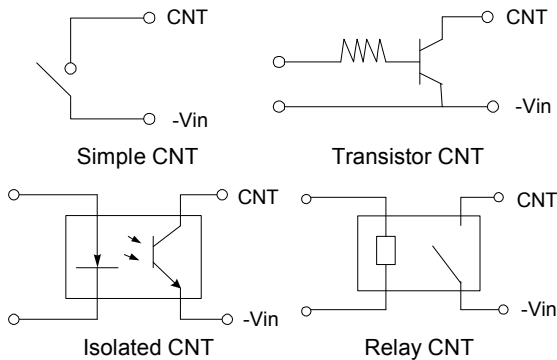 CNT
CNT
-Vin
-Vin
Simple CNT
Transistor CNT
CNT
CNT
-Vin
-Vin
Isolated CNT
Relay CNT